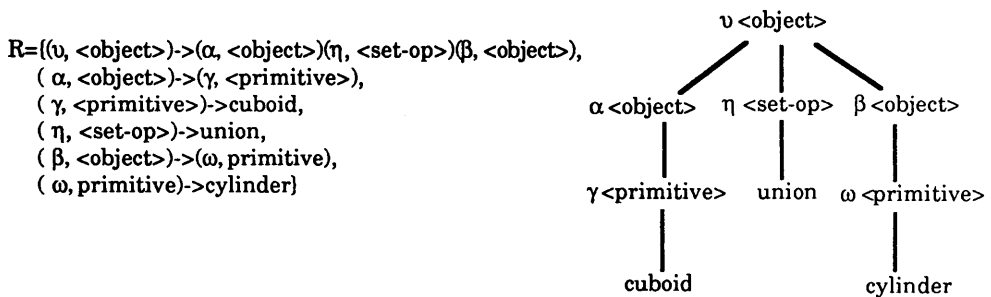 R={(υ, <object>)->(α, <object>)(η, <set-op>)(β, <object>),
( α, <object>)->(γ, <primitive>),
( γ, <primitive>)->cuboid,
( η, <set-op>)->union,
( β, <object>)->(ω, primitive),
( ω, primitive)->cylinder}
υ <object>
α <object> η <set-op> β <object>
γ <primitive> union ω <primitive>
cuboid cylinder